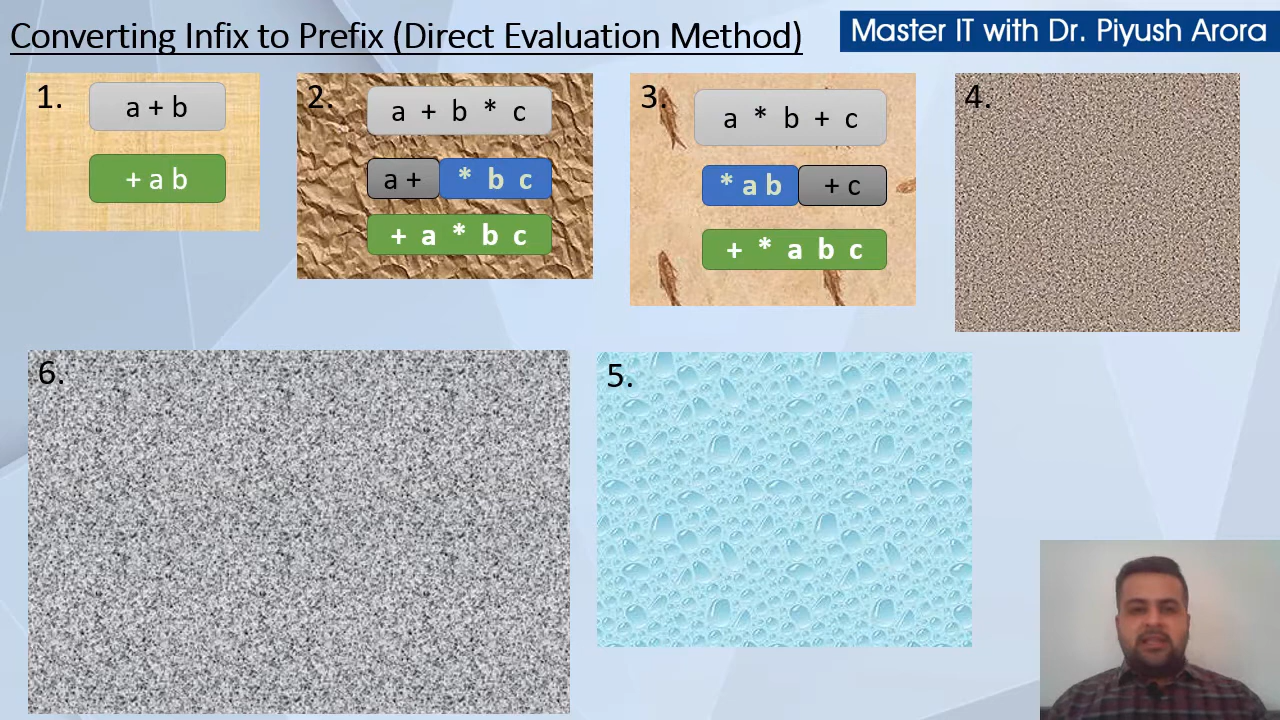 Converting Infix to Prefix (Direct Evaluation Method)
Master IT with Dr. Piyush Arora
1.
a + b
+ a b
2.
a + b * c
a + * b c
+ a * b c
3.
a * b + c
* a b + c
+ * a b c
4.
6.
5.